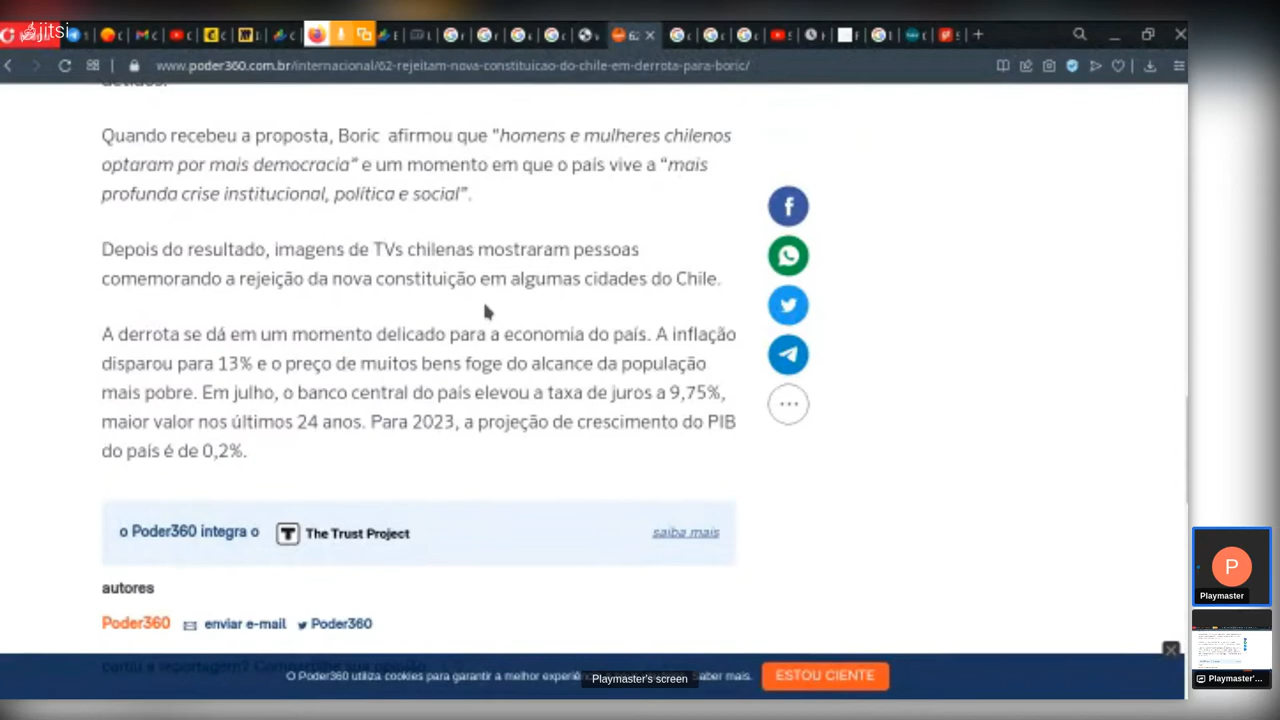 jitsi
62
www.poder360.com.br/internacional/62-rejeitam-nova-constituicao-do-chile-em-derrota-para-boric/
detidos.
Quando recebeu a proposta, Boric afirmou que “homens e mulheres chilenos
optaram por mais democracia” e um momento em que o país vive a “mais
profunda crise institucional, política e social”.
Depois do resultado, imagens de TVs chilenas mostraram pessoas
comemorando a rejeição da nova constituição em algumas cidades do Chile.
A derrota se dá em um momento delicado para a economia do país. A inflação
disparou para 13% e o preço de muitos bens foge do alcance da população
mais pobre. Em julho, o banco central do país elevou a taxa de juros a 9,75%,
maior valor nos últimos 24 anos. Para 2023, a projeção de crescimento do PIB
do país é de 0,2%.
o Poder360 integra o
T The Trust Project
saiba mais
autores
Poder360 enviar e-mail Poder360
O Poder360 utiliza cookies para garantir a melhor saber mais.
ESTOU CIENTE
Playmaster's screen
P
Playmaster
Playmaster'...